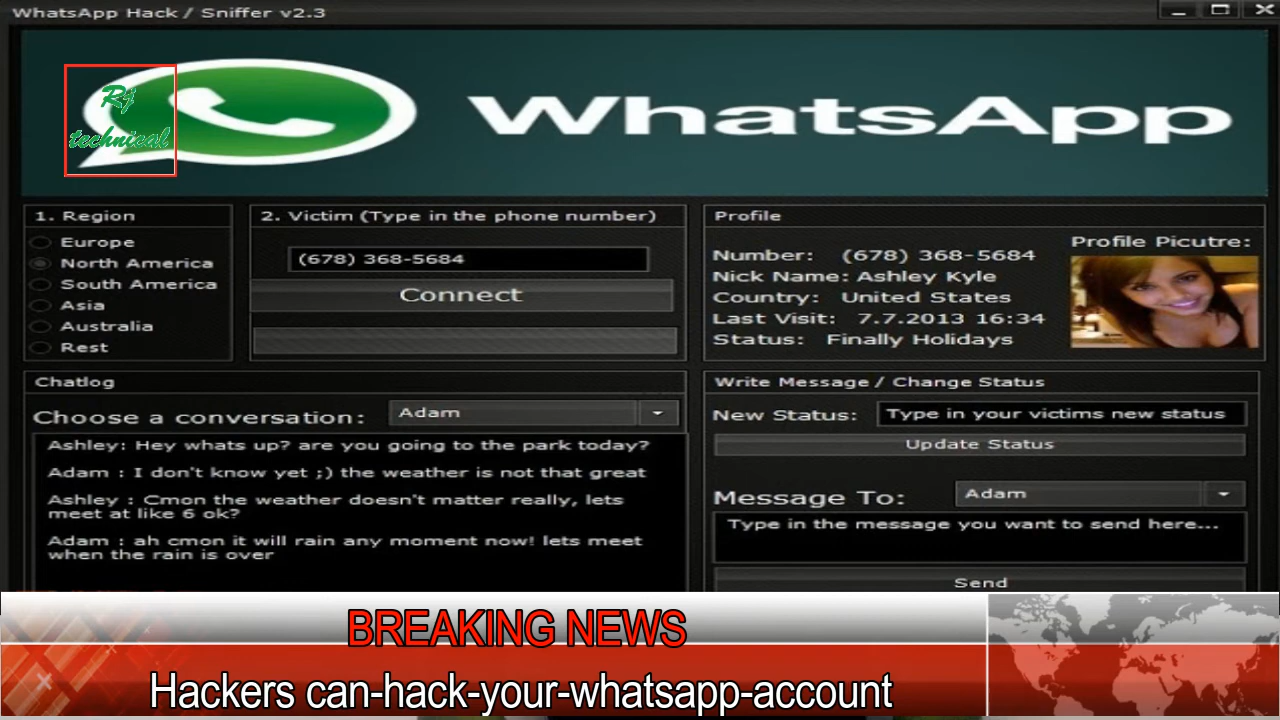 WhatsApp Hack / Sniffer v2.3
Rj
technical
WhatsApp
1. Region
Europe
North America
South America
Asia
Australia
Rest
2. Victim (Type in the phone number)
(678) 368-5684
Connect
Profile
Number: (678) 368-5684
Nick Name: Ashley Kyle
Country: United States
Last Visit: 7.7.2013 16:34
Status: Finally Holidays
Profile Picutre:
Chatlog
Choose a conversation: Adam
Ashley: Hey whats up? are you going to the park today?
Adam : I don't know yet ;) the weather is not that great
Ashley : Cmon the weather doesn't matter really, lets
meet at like 6 ok?
Adam : ah cmon it will rain any moment now! lets meet
when the rain is over
Write Message / Change Status
New Status: Type in your victims new status
Update Status
Message To: Adam
Type in the message you want to send here...
Send
BREAKING NEWS
Hackers can-hack-your-whatsapp-account